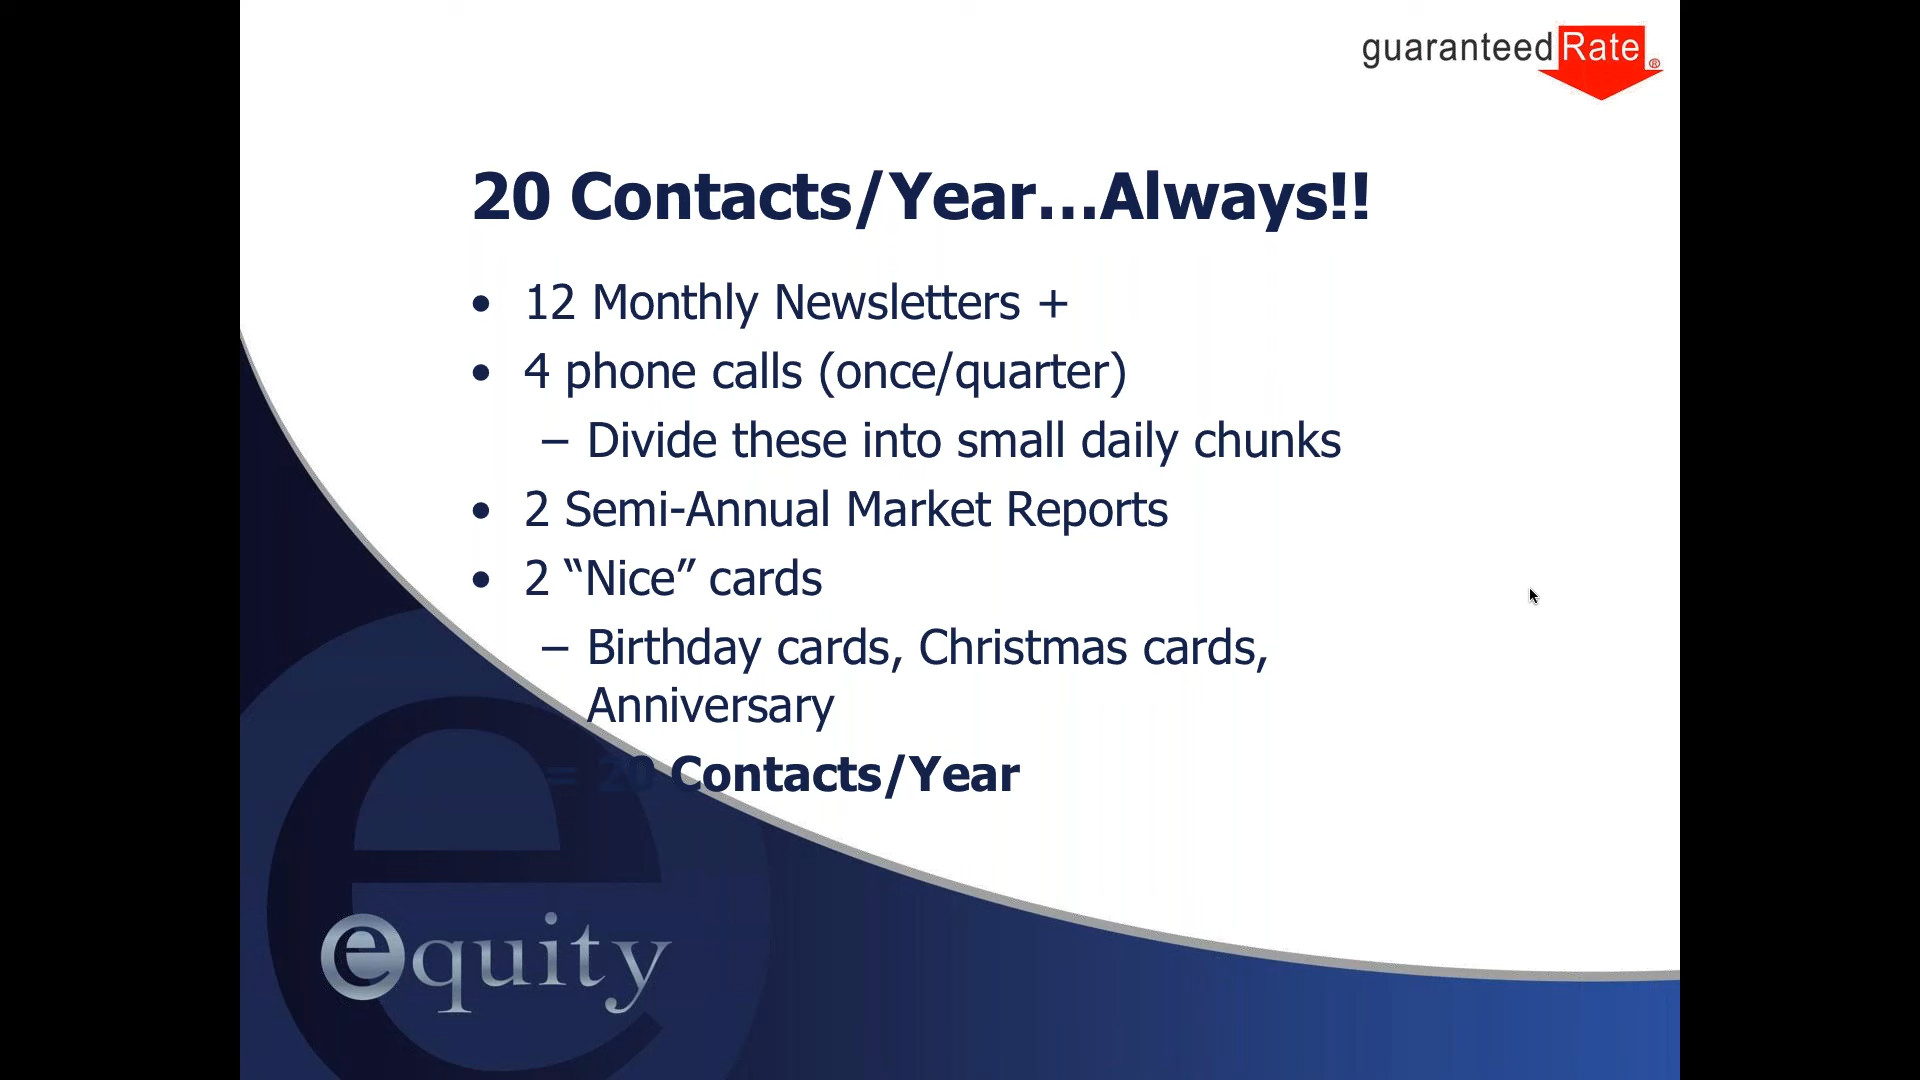 guaranteedRate®
20 Contacts/Year...Always!!
• 12 Monthly Newsletters +
• 4 phone calls (once/quarter)
– Divide these into small daily chunks
• 2 Semi-Annual Market Reports
• 2 “Nice” cards
– Birthday cards, Christmas cards,
Anniversary
= 20 Contacts/Year
equity